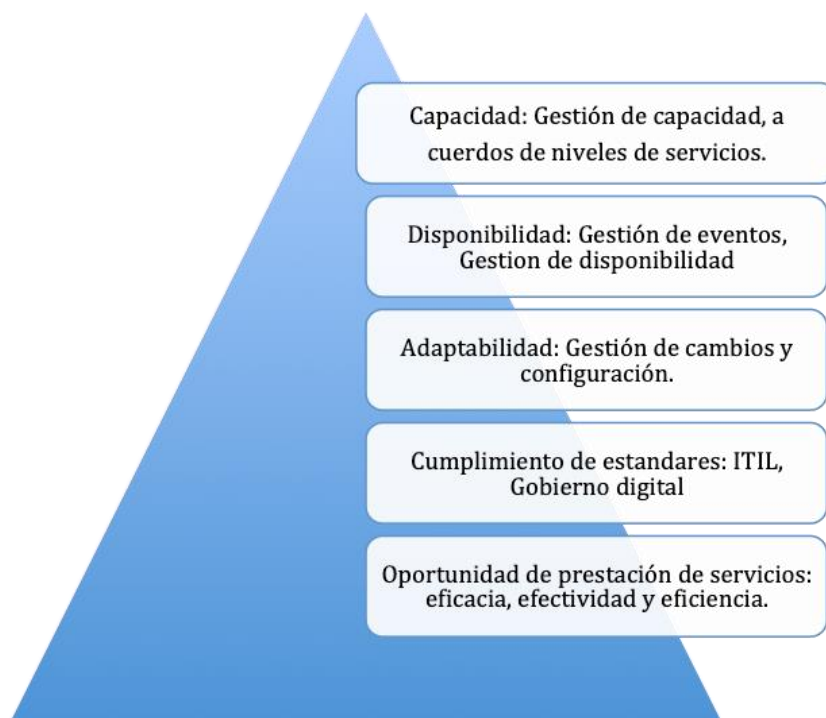 Capacidad: Gestión de capacidad, a
cuerdos de niveles de servicios.
Disponibilidad: Gestión de eventos,
Gestion de disponibilidad
Adaptabilidad: Gestión de cambios y
configuración.
Cumplimiento de estandares: ITIL,
Gobierno digital
Oportunidad de prestación de servicios:
eficacia, efectividad y eficiencia.